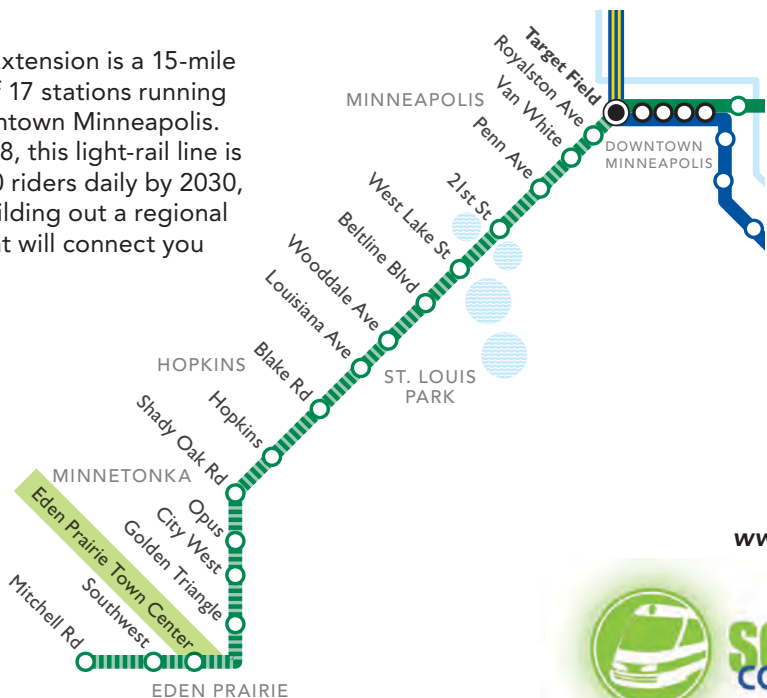 xtension is a 15-mile
17 stations running
ntown Minneapolis.
8, this light-rail line is
0 riders daily by 2030,
ilding out a regional
t will connect you
Target Field
Royalston Ave
Van White
MINNEAPOLIS
Penn Ave
DOWNTOWN
MINNEAPOLIS
21st St
West Lake St
Beltline Blvd
Wooddale Ave
Louisiana Ave
HOPKINS
Blake Rd
ST. LOUIS
PARK
Hopkins
Shady Oak Rd
MINNETONKA
Opus
City West
Golden Triangle
Eden Prairie Town Center
Southwest
Mitchell Rd
EDEN PRAIRIE
ww